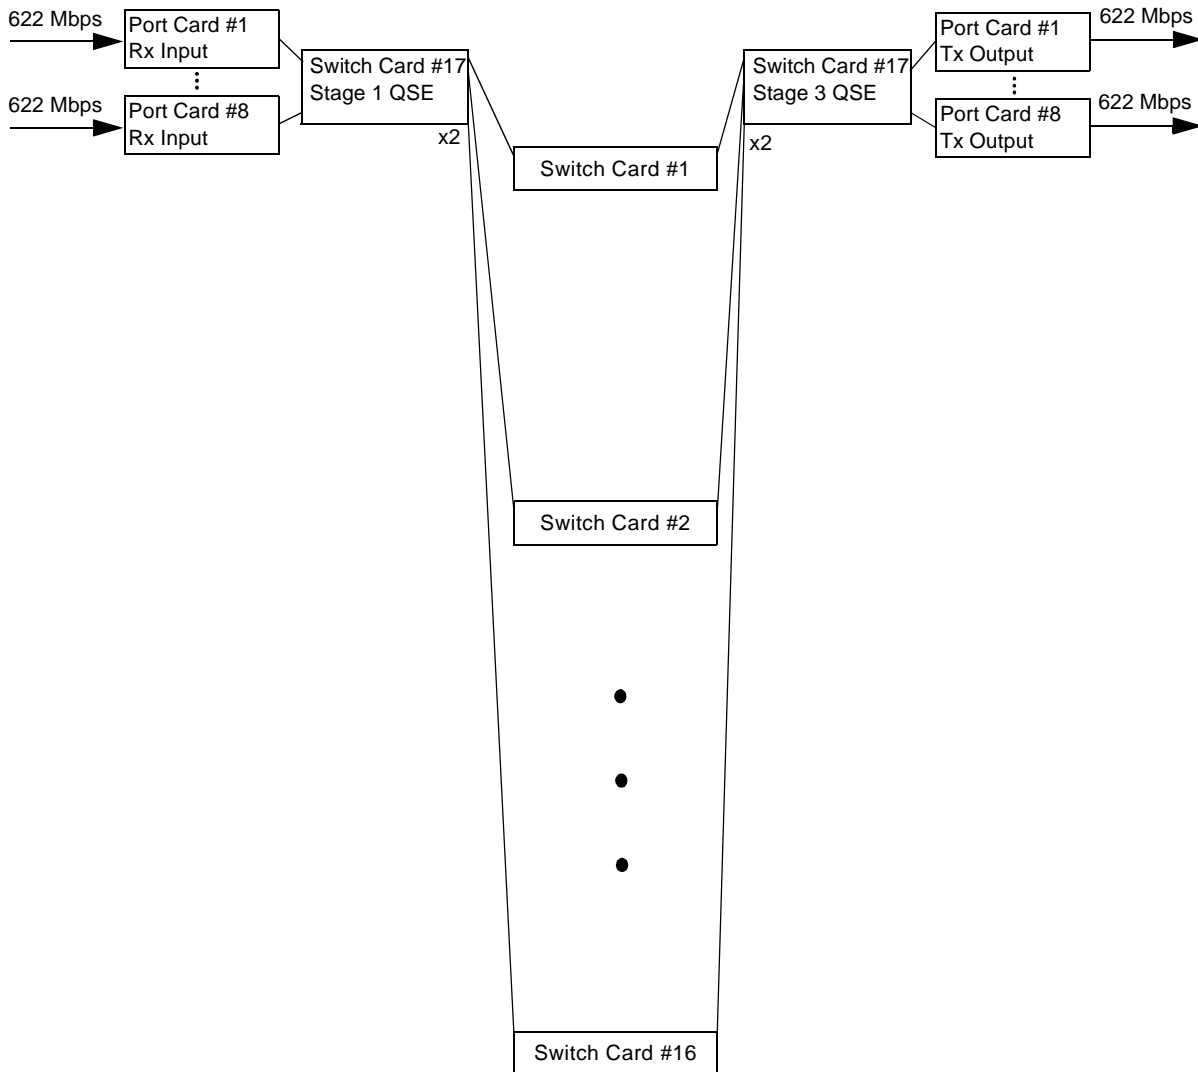 622 Mbps
Port Card #1
Rx Input
622 Mbps
Port Card #8
Rx Input
Switch Card #17
Stage 1 QSE
x2
Switch Card #1
Switch Card #2
Switch Card #16
Switch Card #17
Stage 3 QSE
x2
Port Card #1
Tx Output
622 Mbps
Port Card #8
Tx Output
622 Mbps